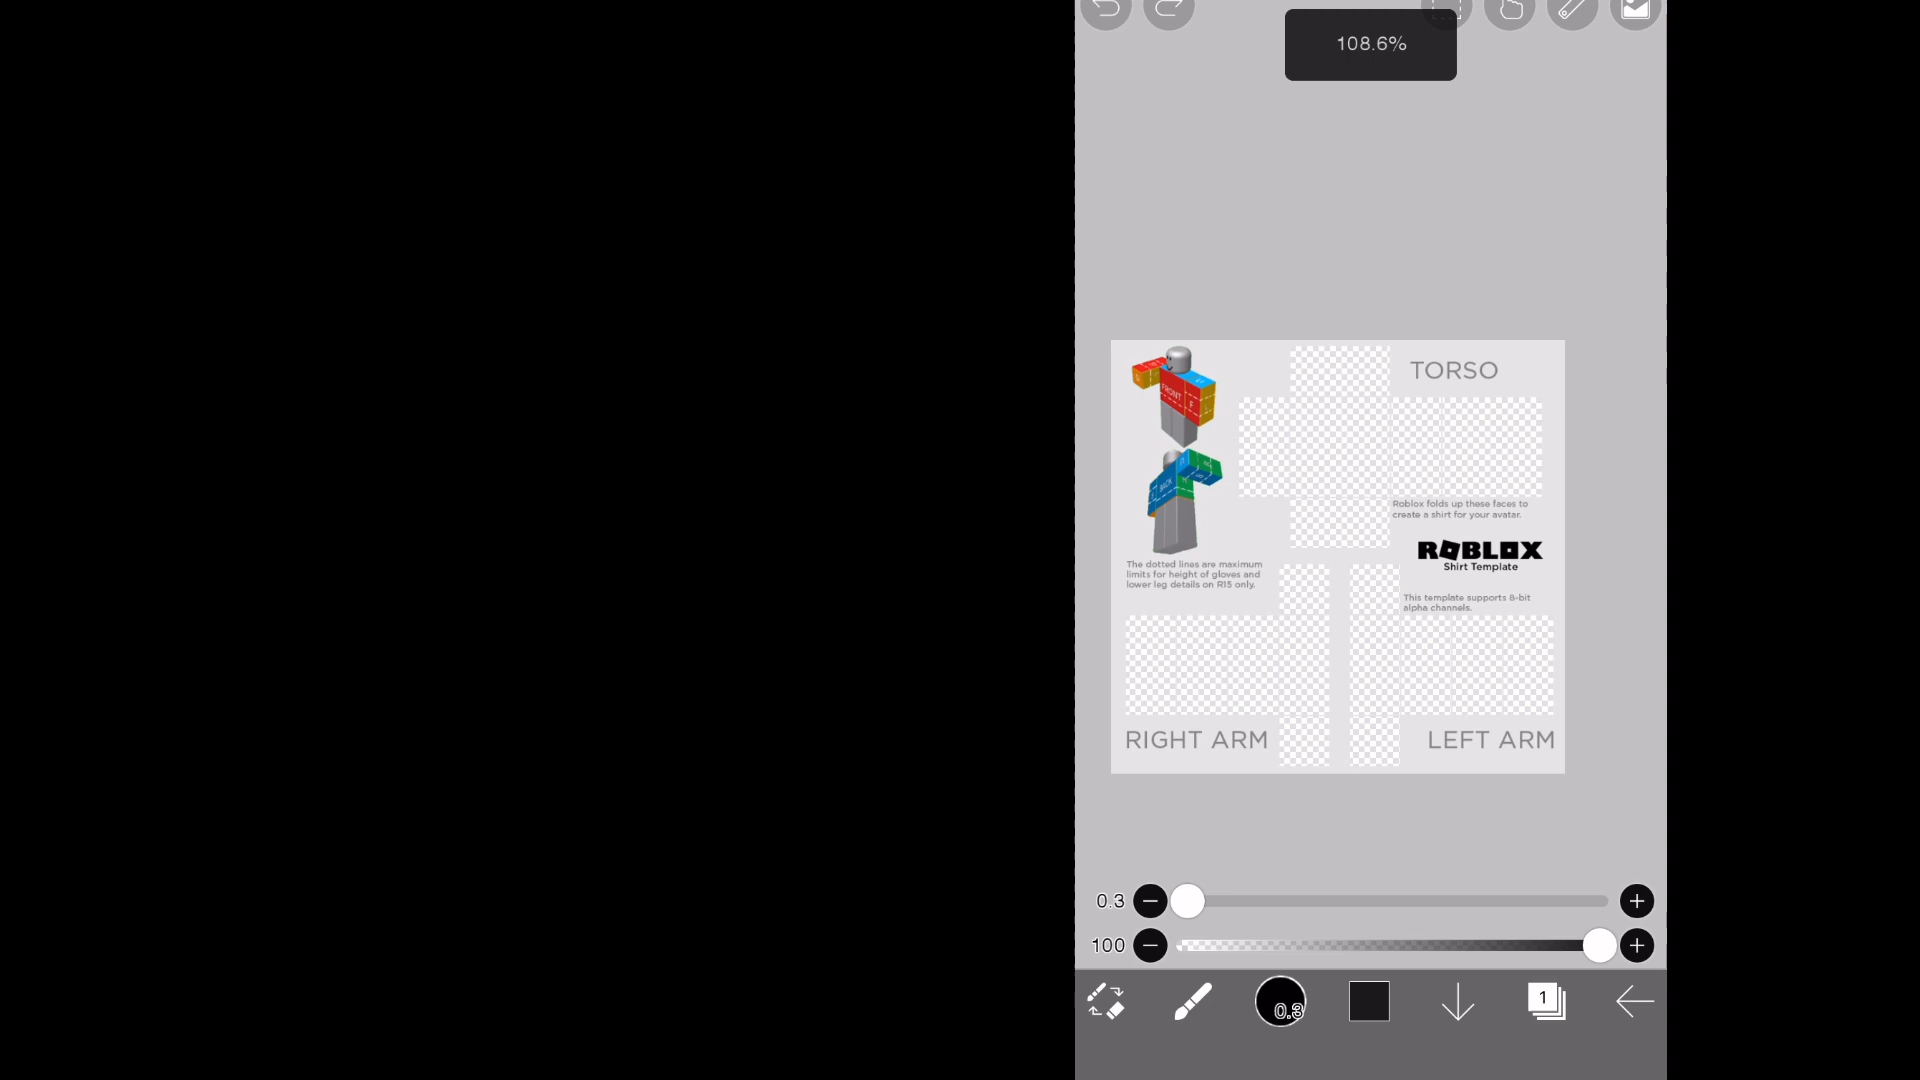 108.6%
TORSO
FRONT
F
BACK
Roblox folds up these faces to
create a shirt for your avatar.
ROBLOX
Shirt Template
The dotted lines are maximum
limits for height of gloves and
lower leg details on R15 only.
This template supports 8-bit
alpha channels.
RIGHT ARM
LEFT ARM
0.3
100
0.3
1